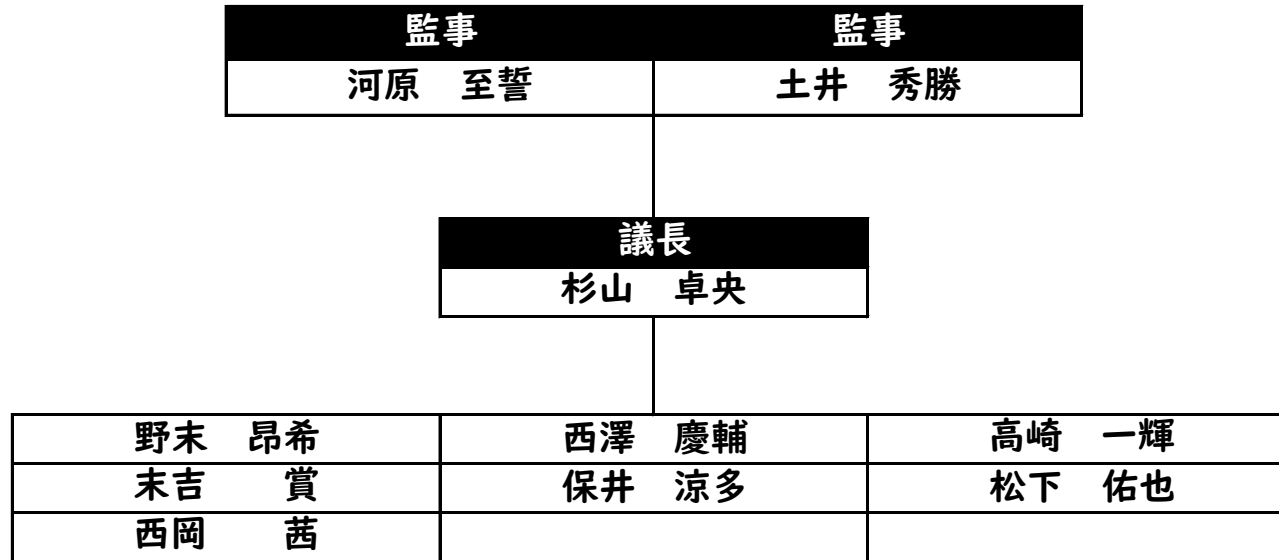 監事 監事
河原 至誓 土井 秀勝
議長
杉山 卓央
野末 昂希 西澤 慶輔 高崎 一輝
末吉 賞 保井 涼多 松下 佑也
西岡 茜